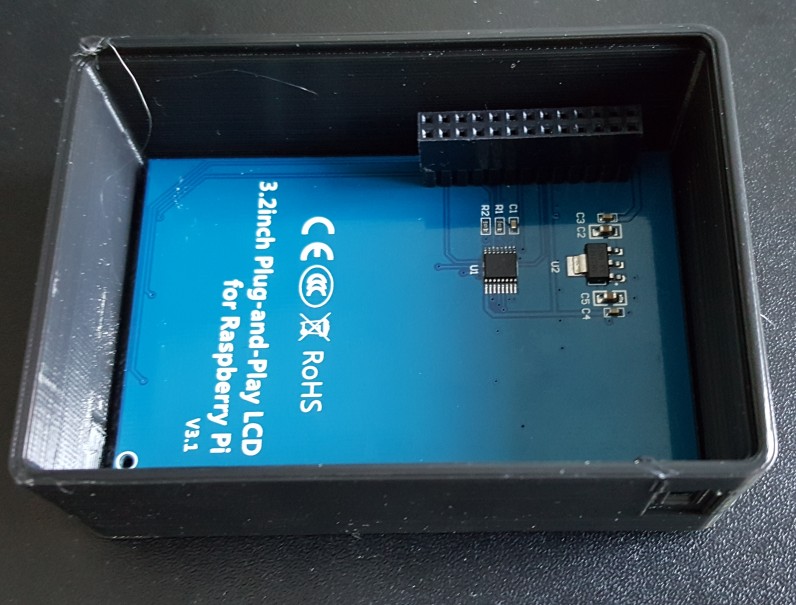 3.2inch Plug-and-Play LCD
for Raspberry Pi
V3.1
CE
CCC
RoHS
R2
R1
C1
U1
C3
C2
U2
C5
C4